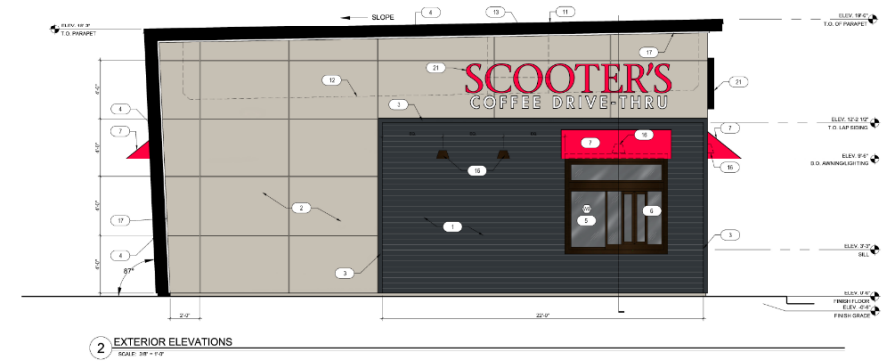 SLOPE
4
13
11
ELEV. 18'-3"
T.O. PARAPET
ELEV. 19'-0"
T.O. OF PARAPET
17
21
12
SCOOTER'S
COFFEE DRIVE-THRU
21
4
3
ELEV. 12'-2 1/2"
T.O. LAP SIDING
7
7
18
7
ELEV. 9'-6"
B.O. AWNING/LIGHTING
19
16
2
5
6
17
1
3
4
ELEV. 3'-3"
SILL
87°
3
ELEV. 0'-0"
FINISH FLOOR
ELEV. -0'-6"
FINISH GRADE
2'-0"
22'-0"
2
EXTERIOR ELEVATIONS
SCALE: 3/8" = 1'-0"